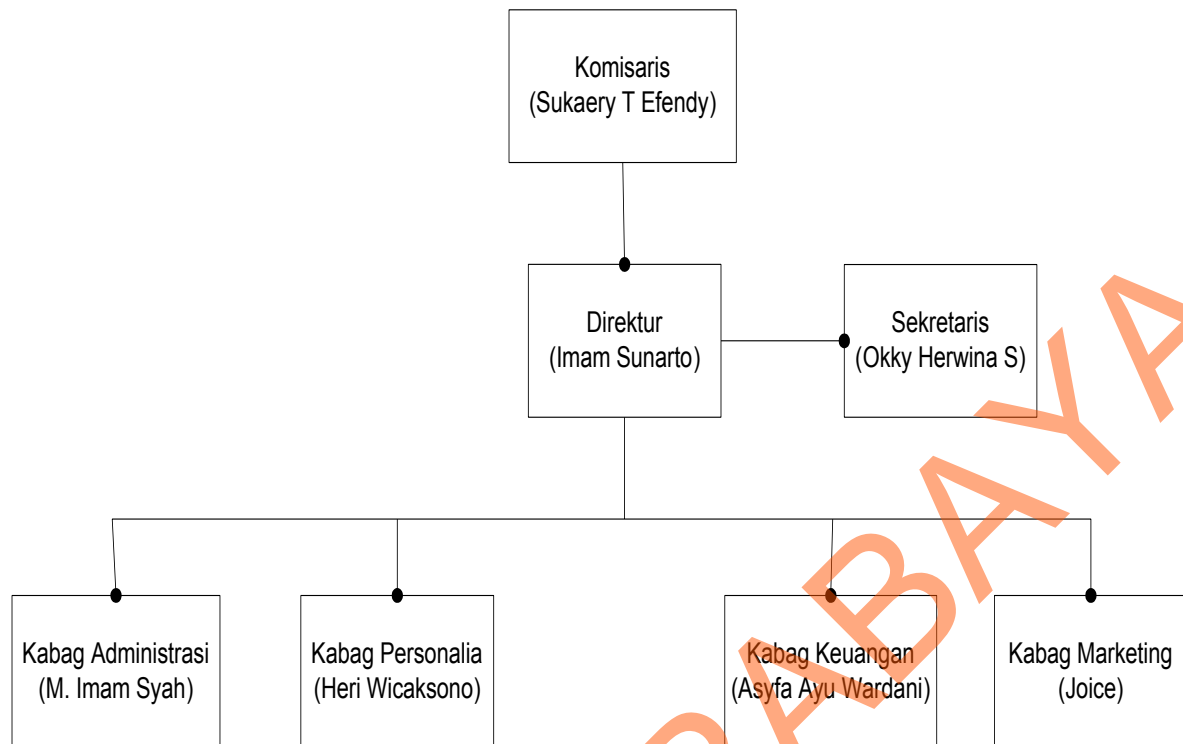 Komisaris
(Sukaery T Efendy)
Direktur
(Imam Sunarto)
Sekretaris
(Okky Herwina S)
Kabag Administrasi
(M. Imam Syah)
Kabag Personalia
(Heri Wicaksono)
Kabag Keuangan
(Asyfa Ayu Wardani)
Kabag Marketing
(Joice)
ABAYA